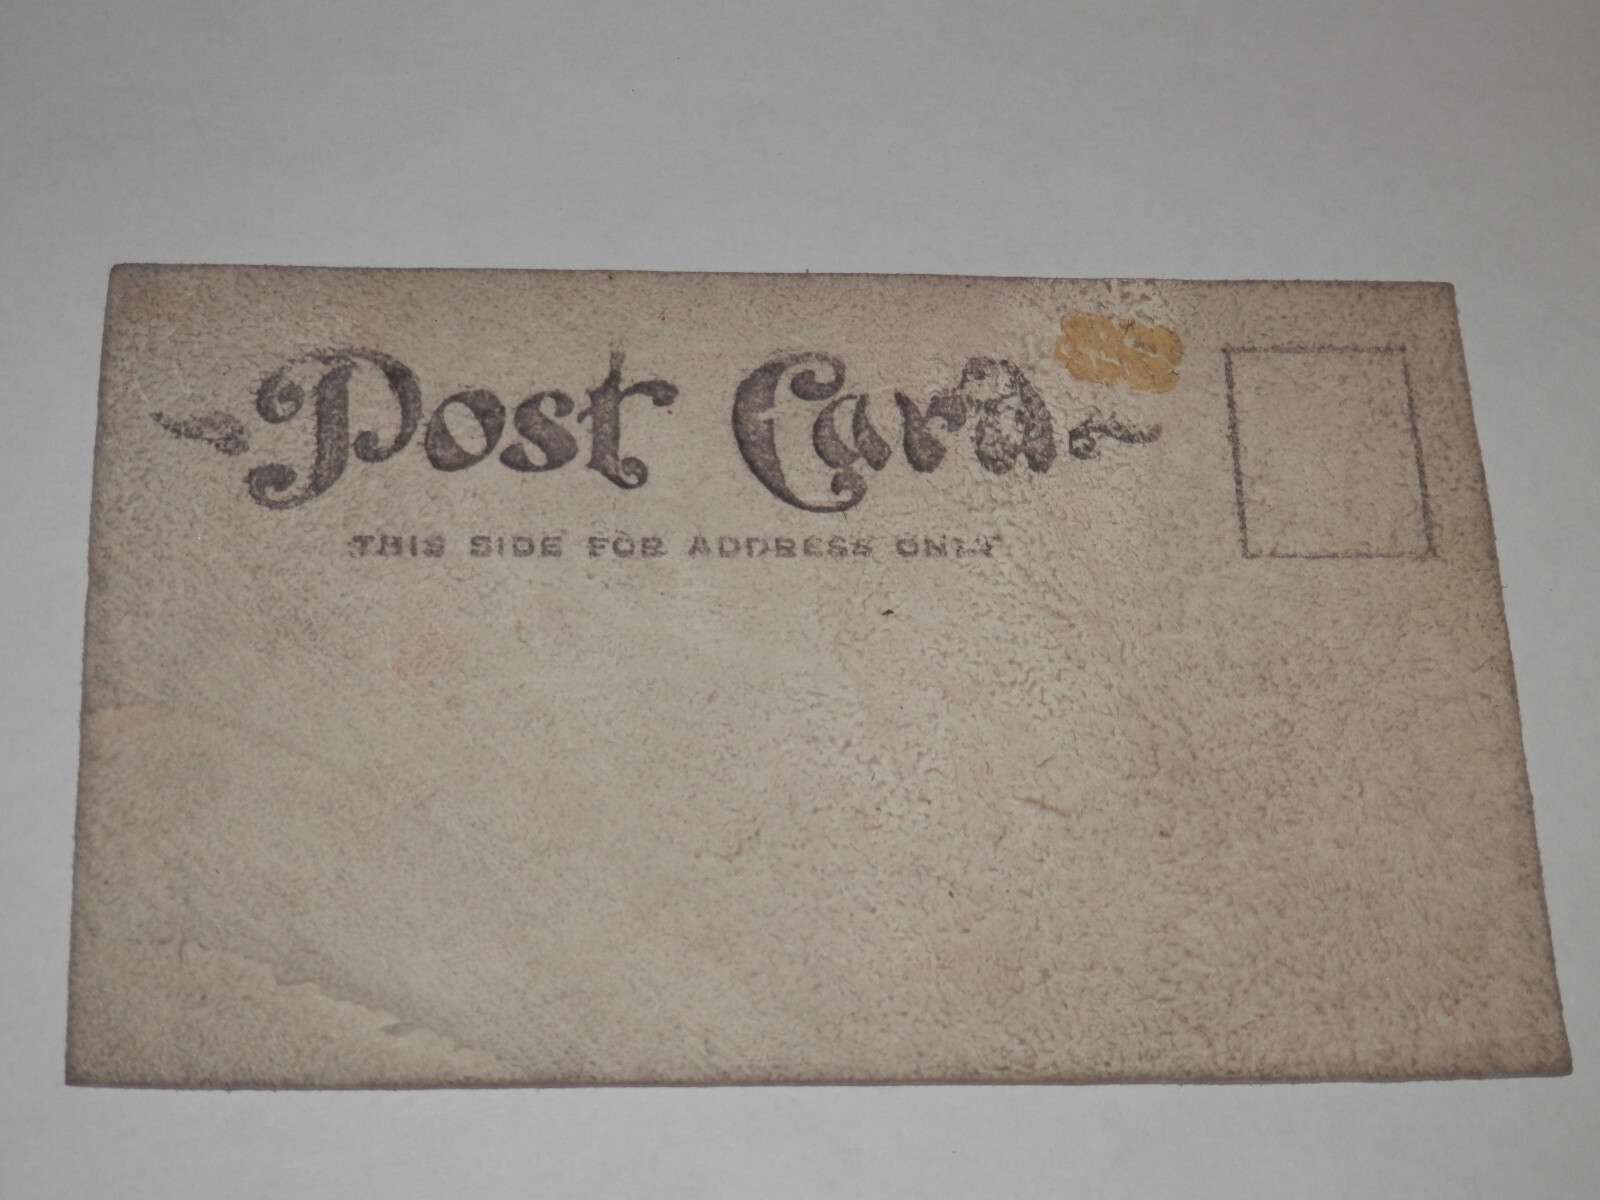 Post Card
THIS SIDE FOR ADDRESS ONLY